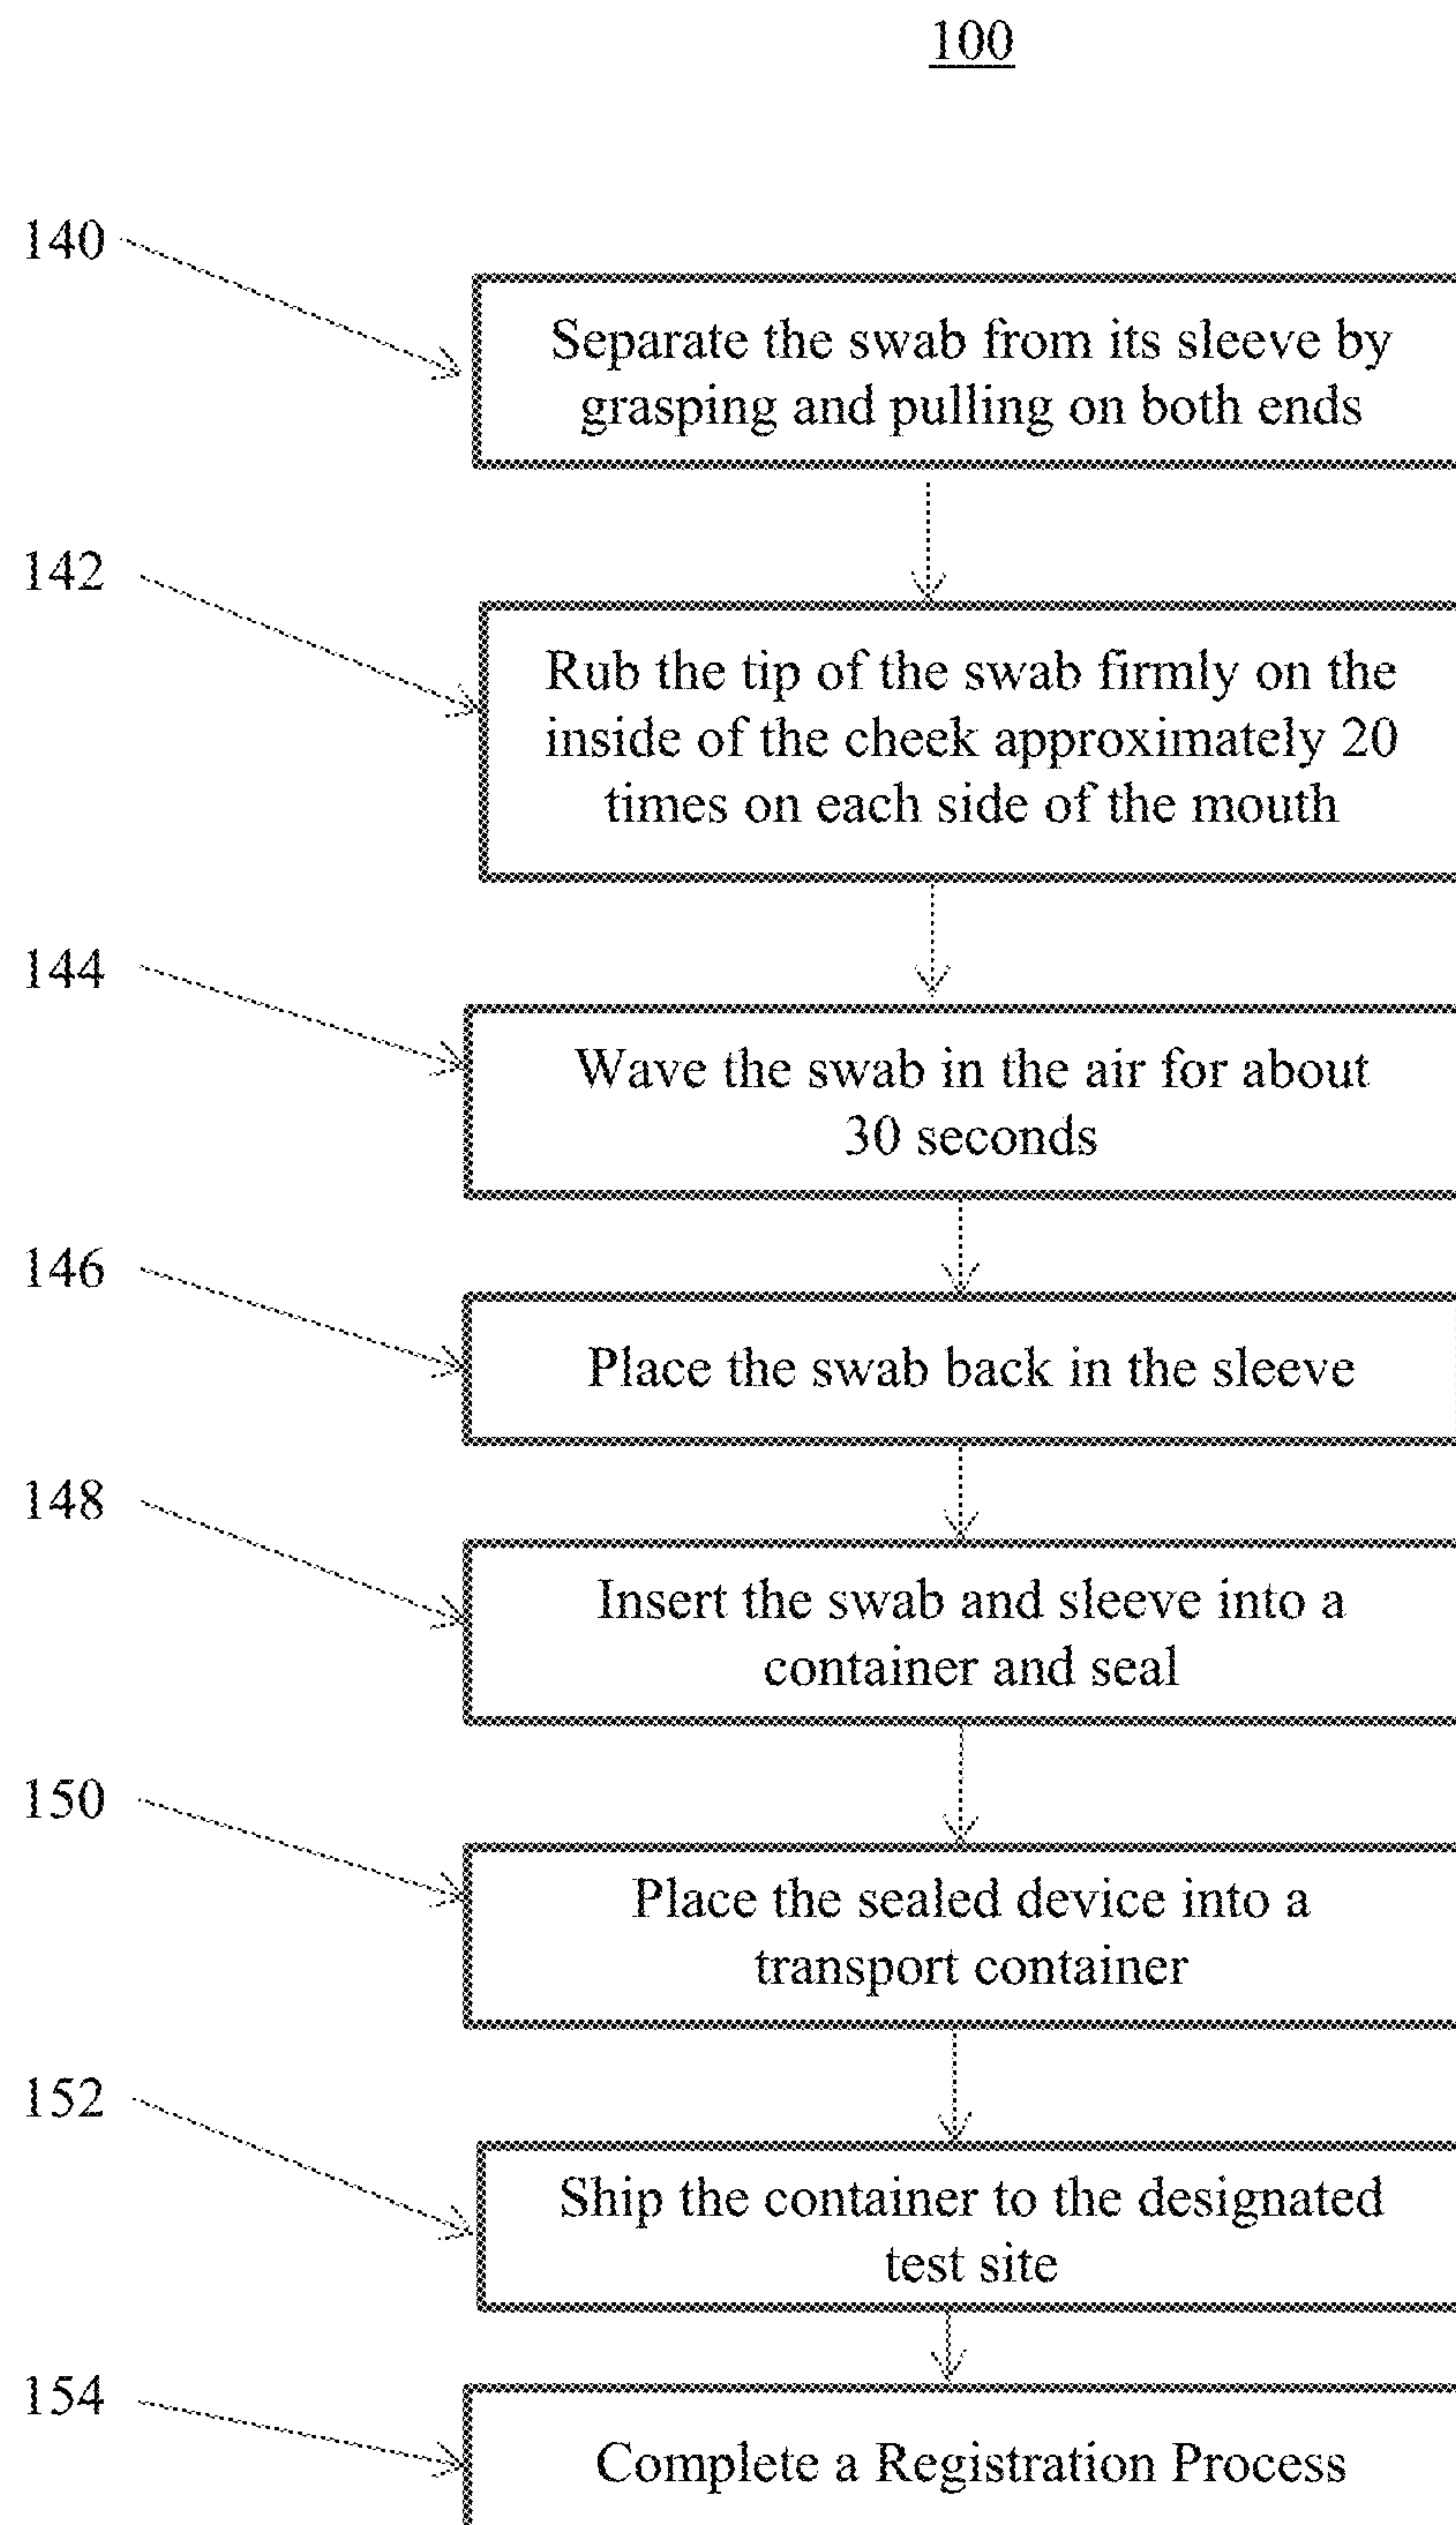 100
140
Separate the swab from its sleeve by
grasping and pulling on both ends
142
Rub the tip of the swab firmly on the
inside of the cheek approximately 20
times on each side of the mouth
144
Wave the swab in the air for about
30 seconds
146
Place the swab back in the sleeve
148
Insert the swab and sleeve into a
container and seal
150
Place the sealed device into a
transport container
152
Ship the container to the designated
test site
154
Complete a Registration Process